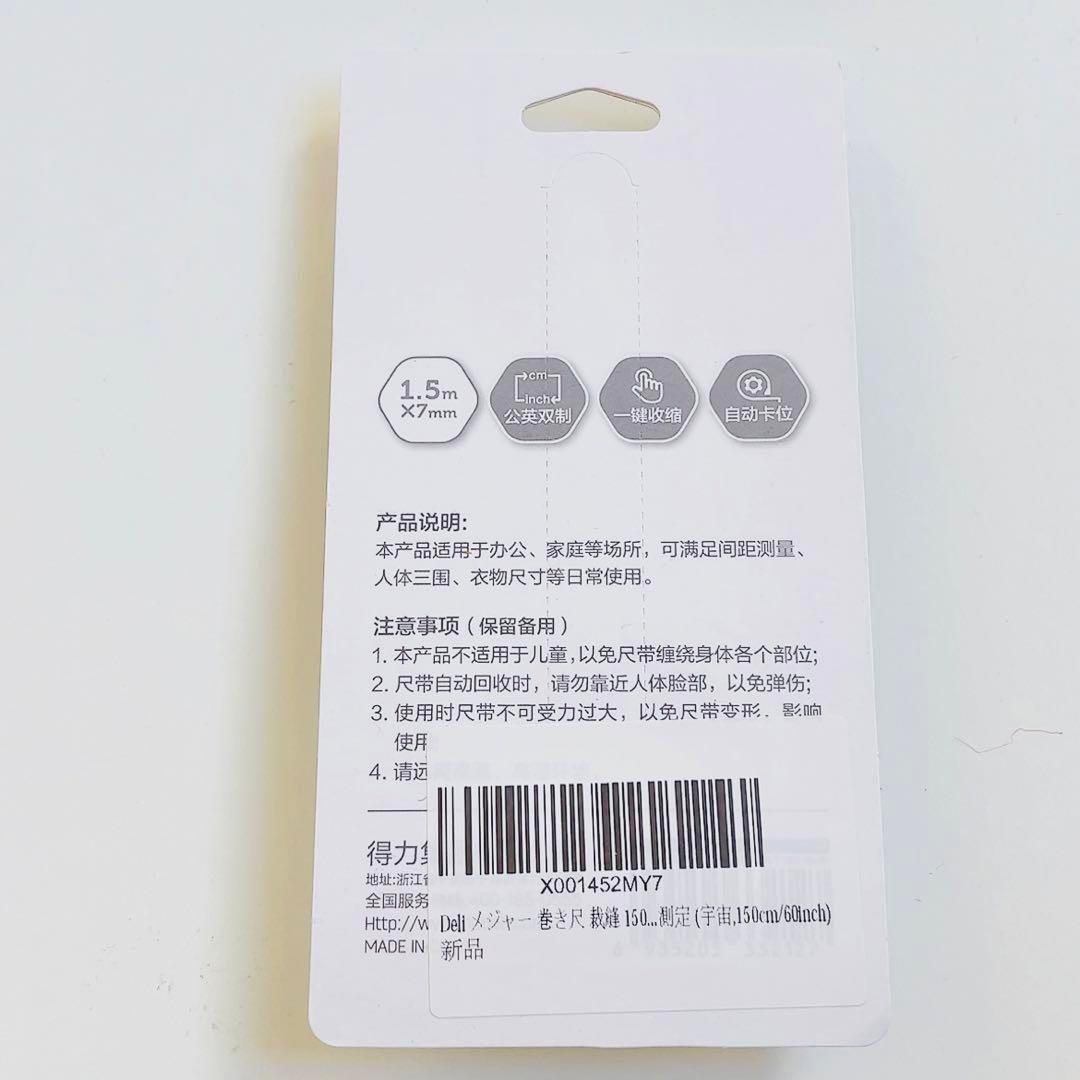 1.5m
×7mm
cm
inch
公英双制
一键收缩
自动卡位
产品说明:
本产品适用于办公、家庭等场所，可满足间距测量、
人体三围、衣物尺寸等日常使用。
注意事项（保留备用）
1. 本产品不适用于儿童，以免尺带缠绕身体各个部位;
2. 尺带自动回收时，请勿靠近人体脸部，以免弹伤;
3. 使用时尺带不可受力过大，以免尺带变形，影响
使用
4. 请远
得力
地址:浙江省
全国服务
Http://w
MADE IN
X001452MY7
Deli メジャー 巻き尺 裁縫 150...測定 (宇宙,150cm/60inch)
新品